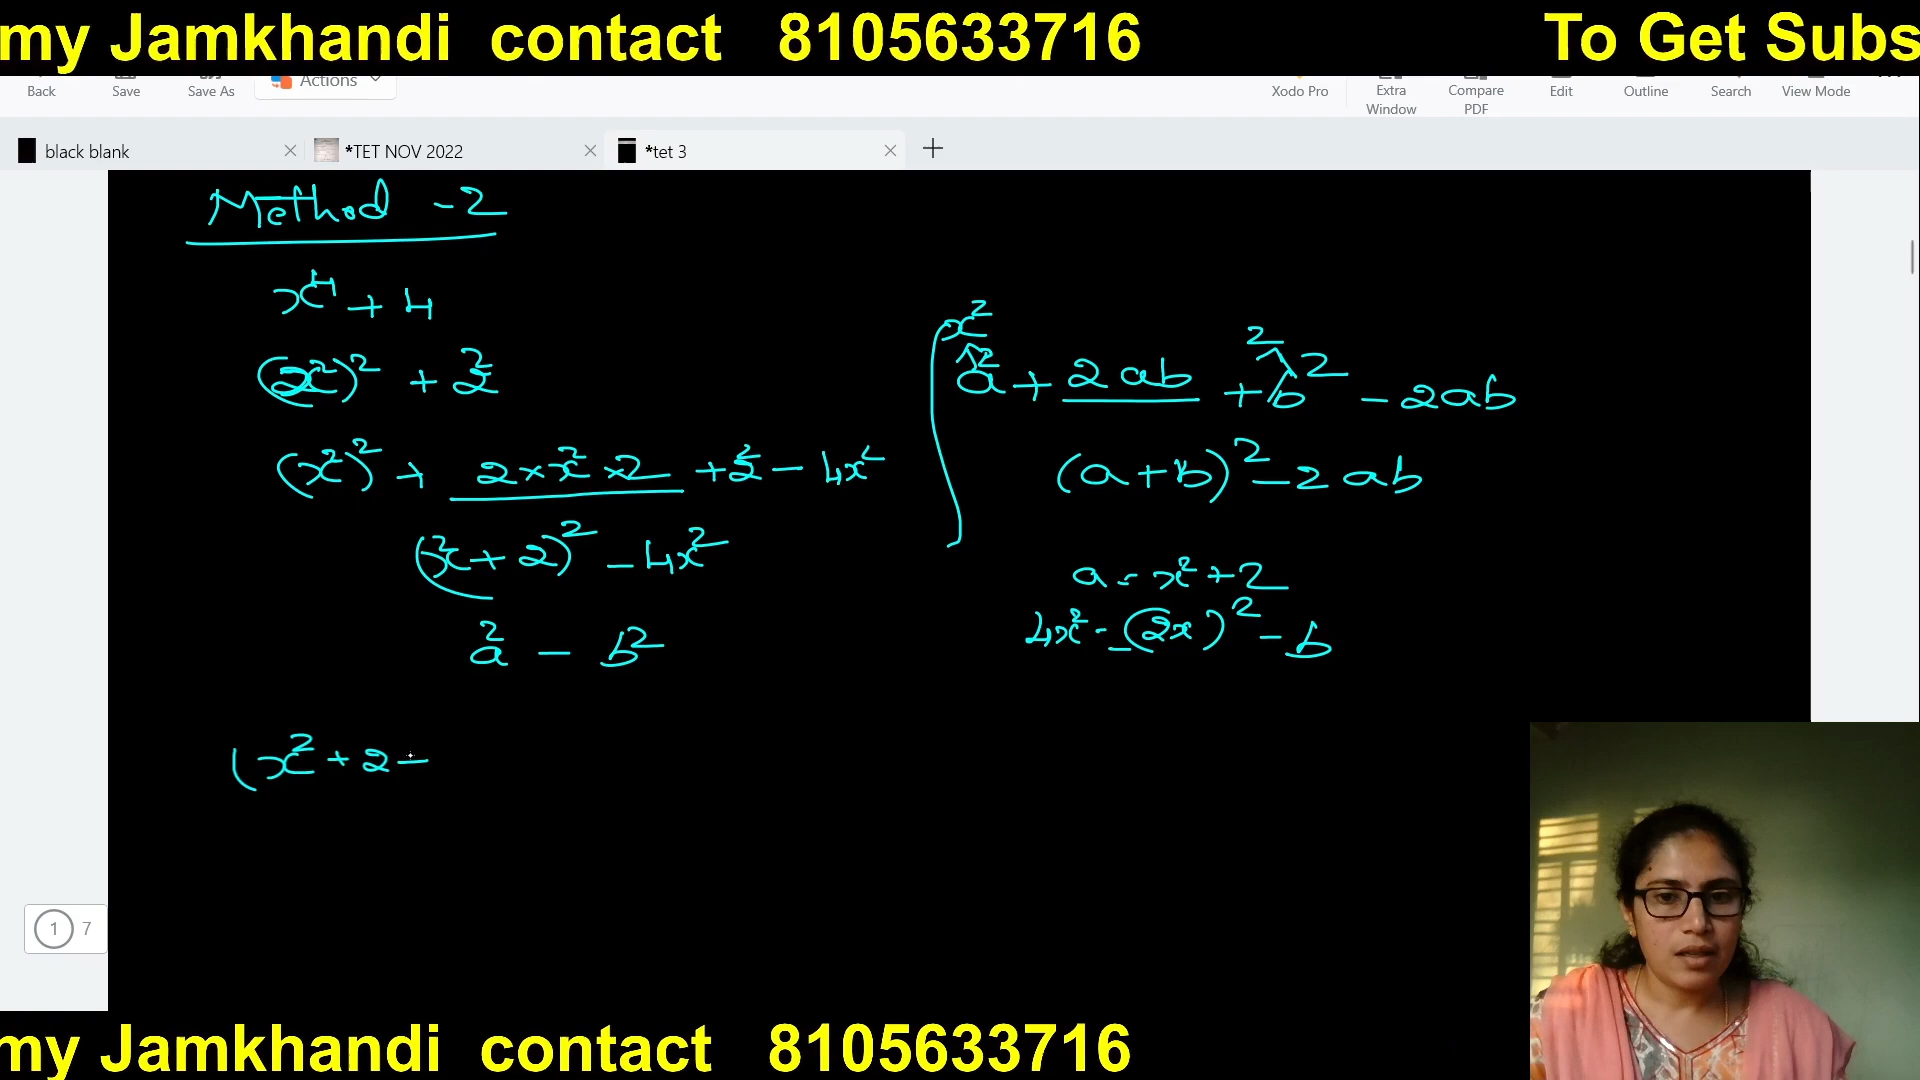 my Jamkhandi contact 8105633716 To Get Subs
Back Save Save As Actions Xodo Pro Extra Window Compare PDF Edit Outline Search View Mode
black blank *TET NOV 2022 *tet 3
Method - 2
x⁴ + 4
(x²)² + 2²
(x²)² + 2 × x² × 2 + 2² - 4x²
(x² + 2)² - 4x²
a² - b²
(x² + 2 -
x² 2
a² + 2ab + b² - 2ab
(a+b)² - 2ab
a = x² + 2
4x² = (2x)² = b
1 7
my Jamkhandi contact 8105633716